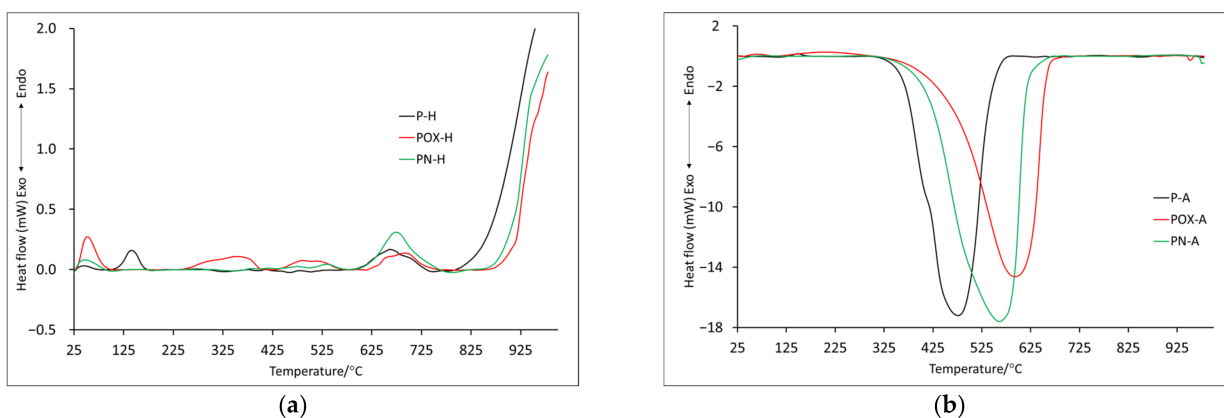 2.0
1.5
1.0
0.5
0.0
−0.5
Heat flow (mW) Exo ⟵⟶ Endo
P-H
POX-H
PN-H
25 125 225 325 425 525 625 725 825 925
Temperature/°C
(a)
2
−2
−6
−10
−14
−18
Heat flow (mW) Exo ⟵⟶ Endo
P-A
POX-A
PN-A
25 125 225 325 425 525 625 725 825 925
Temperature/°C
(b)